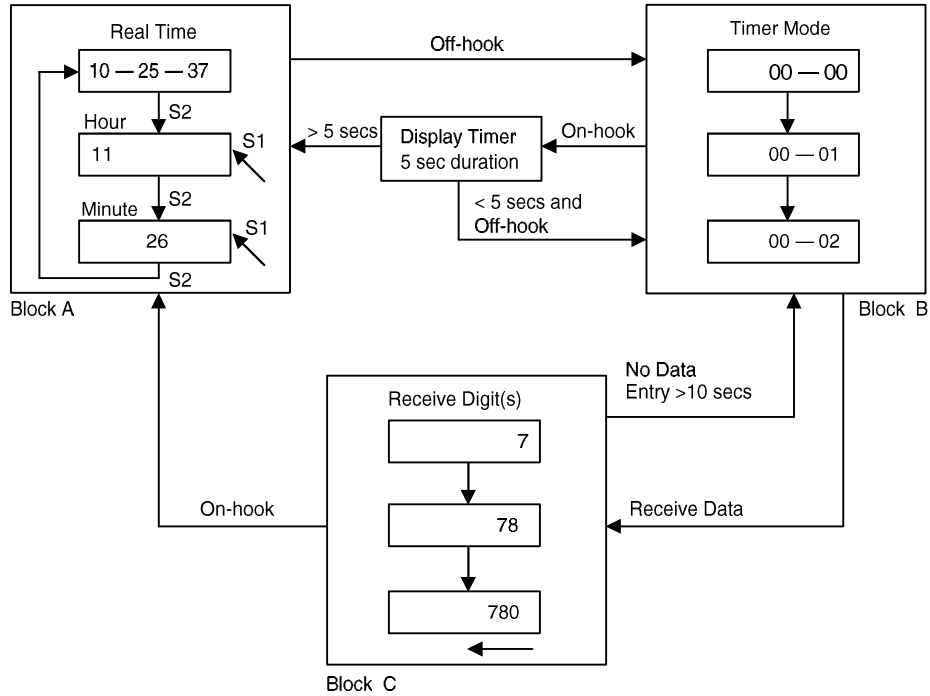 Real Time
10 — 25 — 37
S2
Hour
11
S1
S2
Minute
26
S1
S2
Block A
Off-hook
> 5 secs
Display Timer
5 sec duration
On-hook
< 5 secs and
Off-hook
Timer Mode
00 — 00
00 — 01
00 — 02
Block B
No Data
Entry >10 secs
Receive Data
On-hook
Receive Digit(s)
7
78
780
Block C